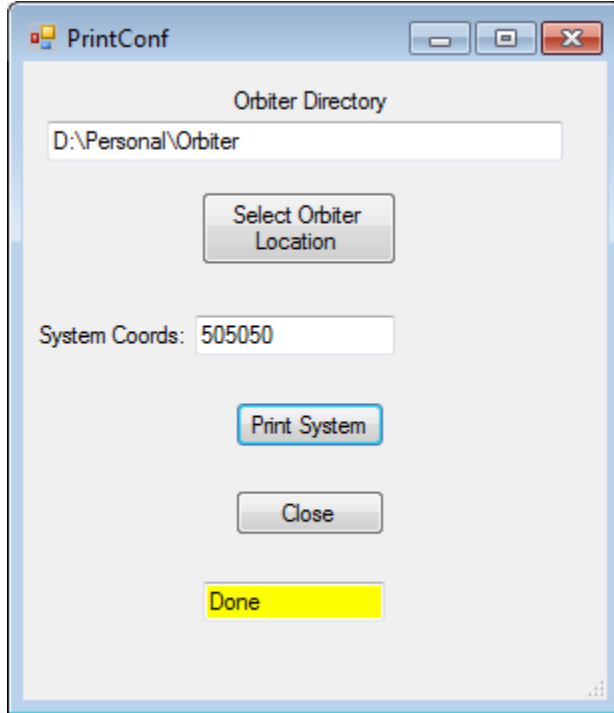 PrintConf
Orbiter Directory
D:\Personal\Orbiter
Select Orbiter
Location
System Coords: 505050
Print System
Close
Done